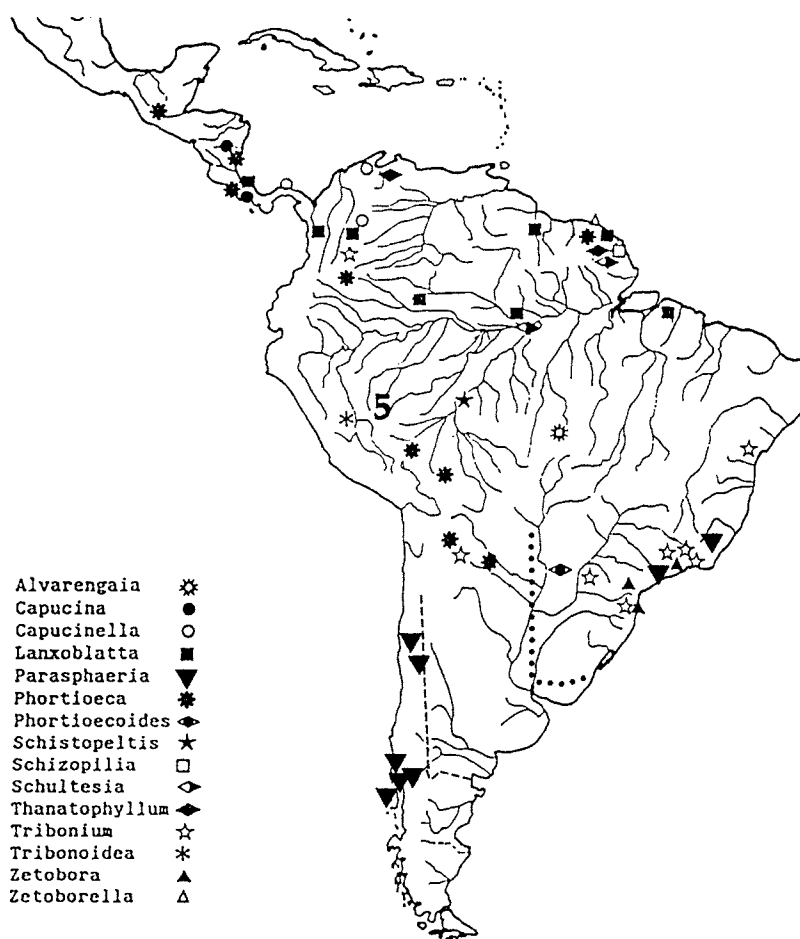 5
Alvarengaia
Capucina
Capucinella
Lanxoblatta
Parasphaeria
Phortioeca
Phortioecoides
Schistopeltis
Schizopilia
Schultesia
Thanatophyllum
Tribonium
Tribonoidea
Zetobora
Zetoborella